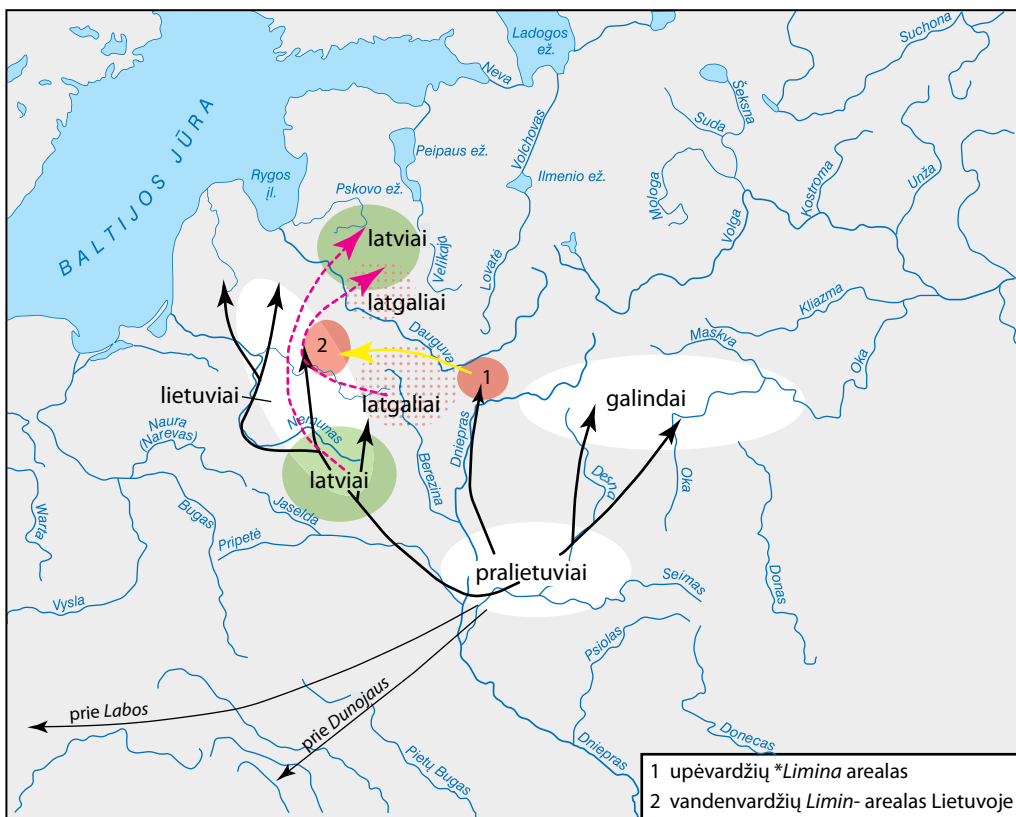 Ladogos
ež.
Suchona
Neva
Šeksna
Suda
Volchovas
BALTIJOS JŪRA
Peipaus ež.
Rygos
įl.
Ilmenio ež.
Mologa
Kostroma
Unža
Pskovo ež.
Volga
latviai
Velikaja
Lovatė
latgaliai
Kliazma
Dauguva
Maskva
Oka
2
1
lietuviai
latgaliai
galindai
Naura
(Narevas)
Nemunas
Dniepras
Berezina
Desna
Oka
latviai
Warta
Bugas
Jaselda
Pripetė
Donas
pralietuviai
Seimas
Vysla
Psiolas
prie Labos
prie Dunojaus
Donecas
Pietų Bugas
Dniepras
1 upėvardžių *Limina arealas
2 vandenvardžių Limin- arealas Lietuvoje